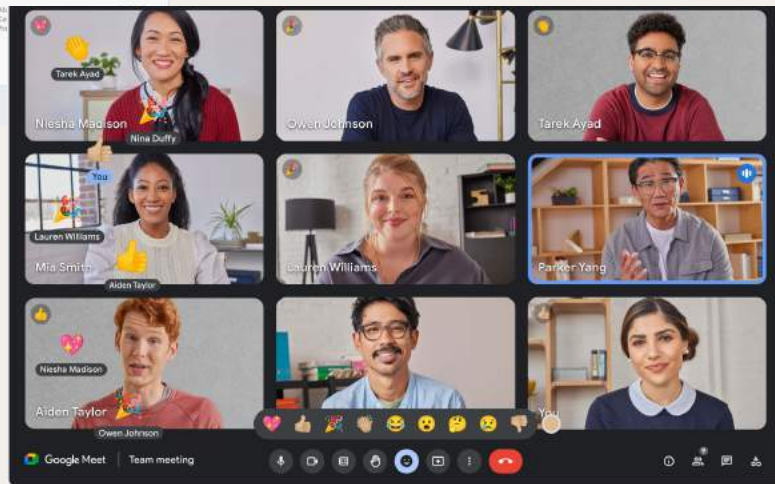 Tarek Ayad
Niesha Madison
Nina Duffy
Owen Johnson
Tarek Ayad
You
Lauren Williams
Mia Smith
Aiden Taylor
Lauren Williams
Parker Yang
Niesha Madison
Aiden Taylor
Owen Johnson
You
Google Meet | Team meeting
9